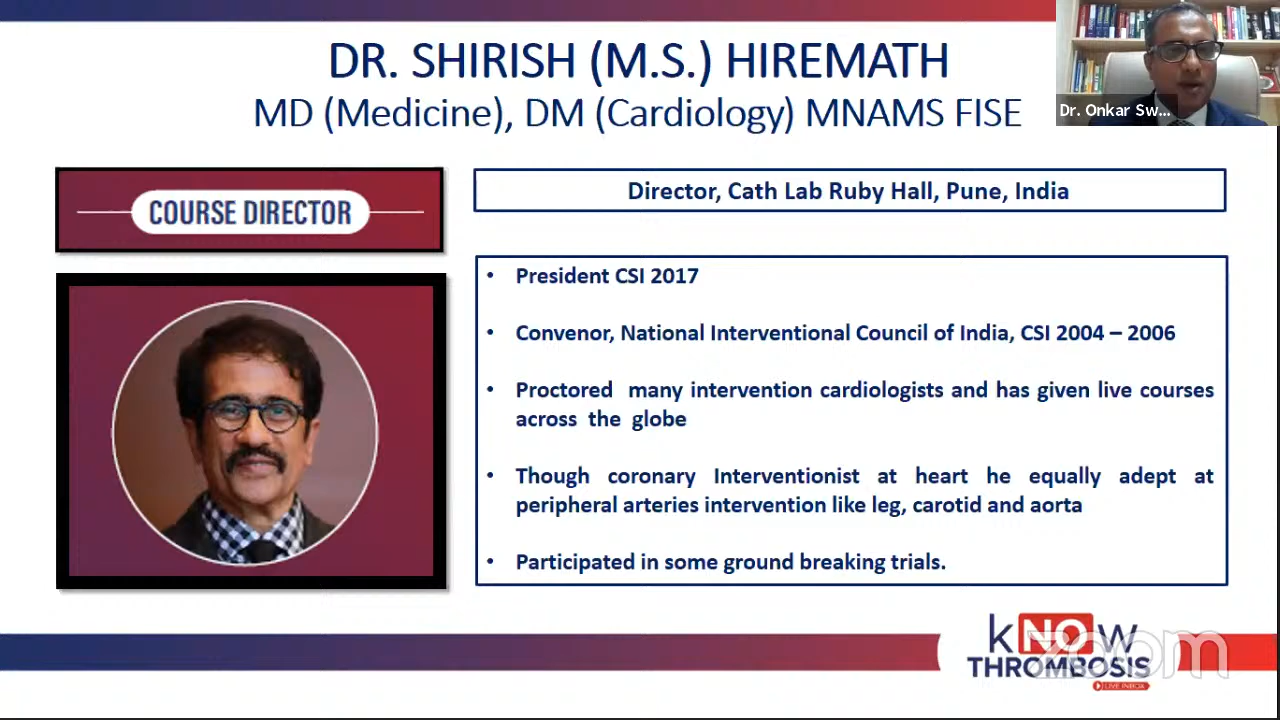 DR. SHIRISH (M.S.) HIREMATH
MD (Medicine), DM (Cardiology) MNAMS FISE
Dr. Onkar Sw...
COURSE DIRECTOR
Director, Cath Lab Ruby Hall, Pune, India
• President CSI 2017
• Convenor, National Interventional Council of India, CSI 2004 – 2006
• Proctored many intervention cardiologists and has given live courses
across the globe
• Though coronary Interventionist at heart he equally adept at
peripheral arteries intervention like leg, carotid and aorta
• Participated in some ground breaking trials.
kNOw
THROMBOSIS
zoom